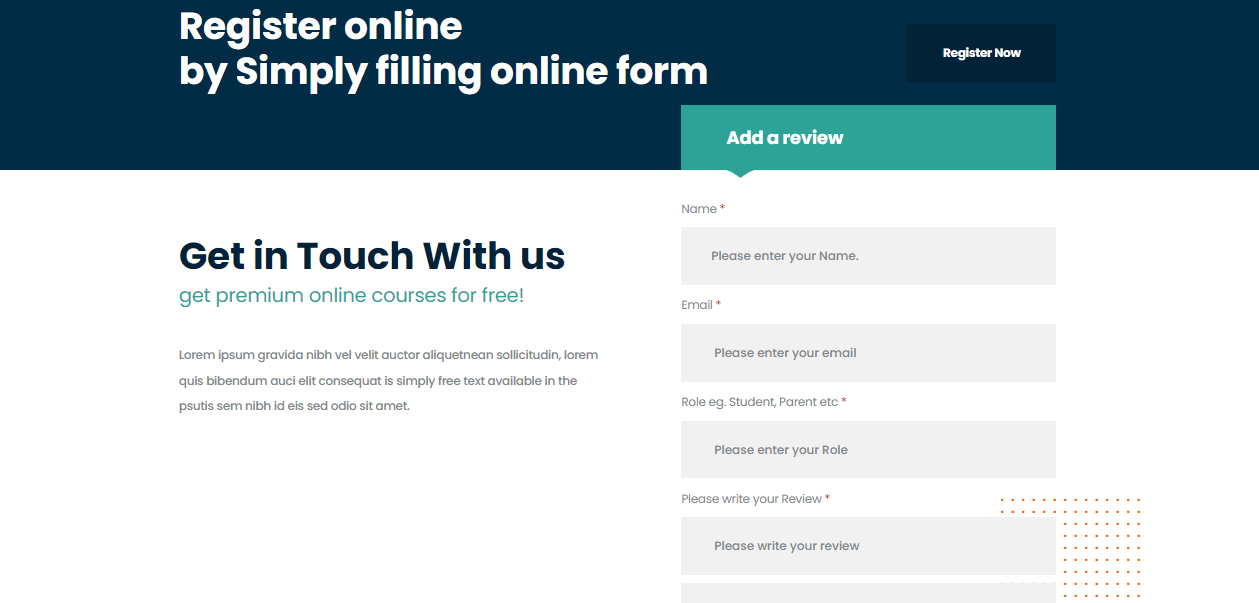 Register online
by Simply filling online form
Register Now
Add a review
Get in Touch With us
get premium online courses for free!
Lorem ipsum gravida nibh vel velit auctor aliquetnean sollicitudin, lorem
quis bibendum auci elit consequat is simply free text available in the
psutis sem nibh id eis sed odio sit amet.
Name *
Please enter your Name.
Email *
Please enter your email
Role eg. Student, Parent etc *
Please enter your Role
Please write your Review *
Please write your review